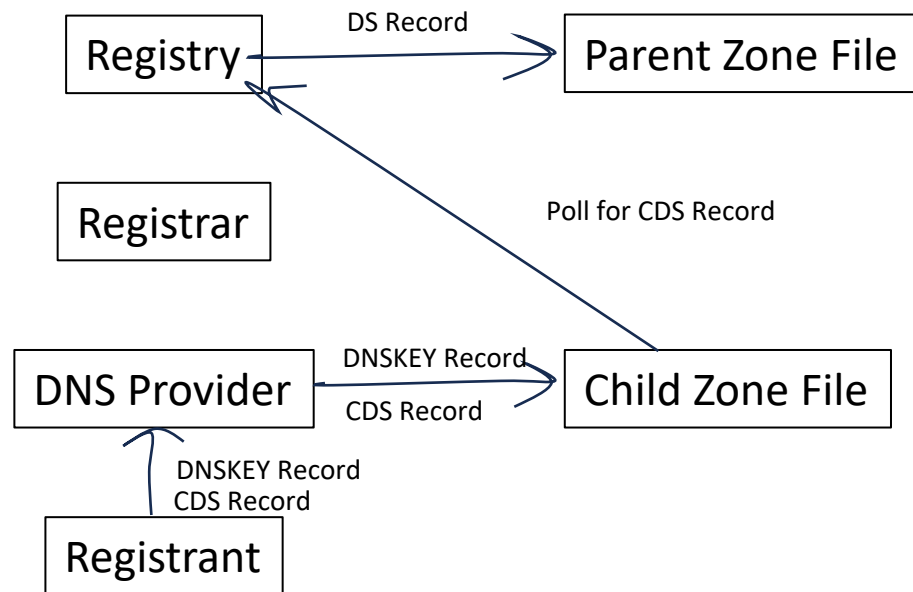 DS Record
Registry
Parent Zone File
Registrar
Poll for CDS Record
DNSKEY Record
DNS Provider
Child Zone File
CDS Record
DNSKEY Record
CDS Record
Registrant